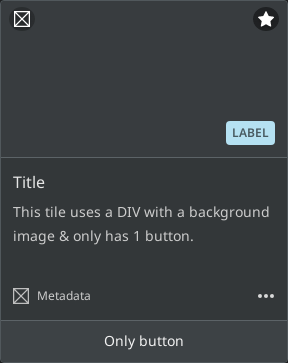 LABEL
Title
This tile uses a DIV with a background
image & only has 1 button.
Metadata
Only button